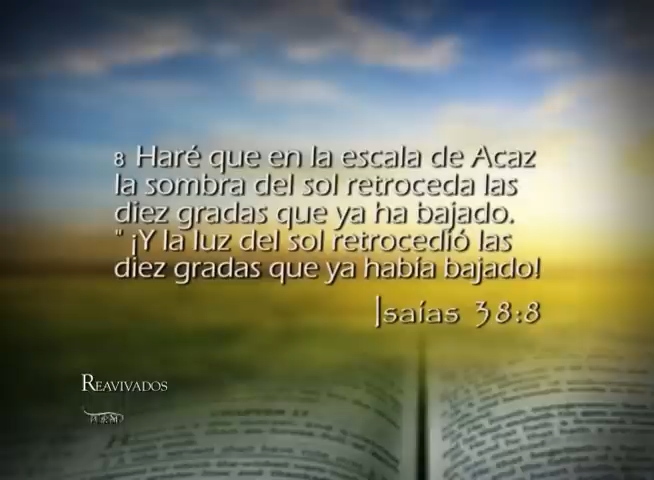 8 Haré que en la escala de Acaz
la sombra del sol retroceda las
diez gradas que ya ha bajado.
" ¡Y la luz del sol retrocedió las
diez gradas que ya había bajado!
Isaías 38:8
REAVIVADOS